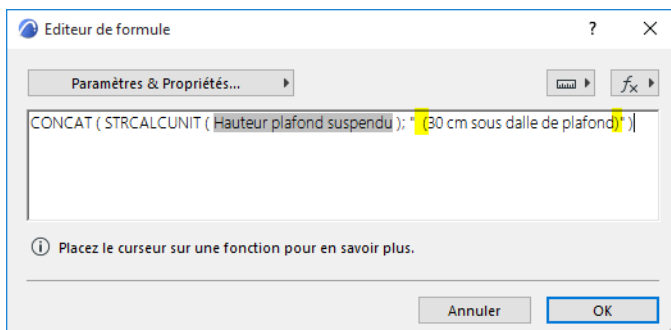 Editeur de formule ?
Paramètres & Propriétés... fx
CONCAT ( STRCALCUNIT ( Hauteur plafond suspendu ); " (30 cm sous dalle de plafond)" )
Placez le curseur sur une fonction pour en savoir plus.
Annuler OK